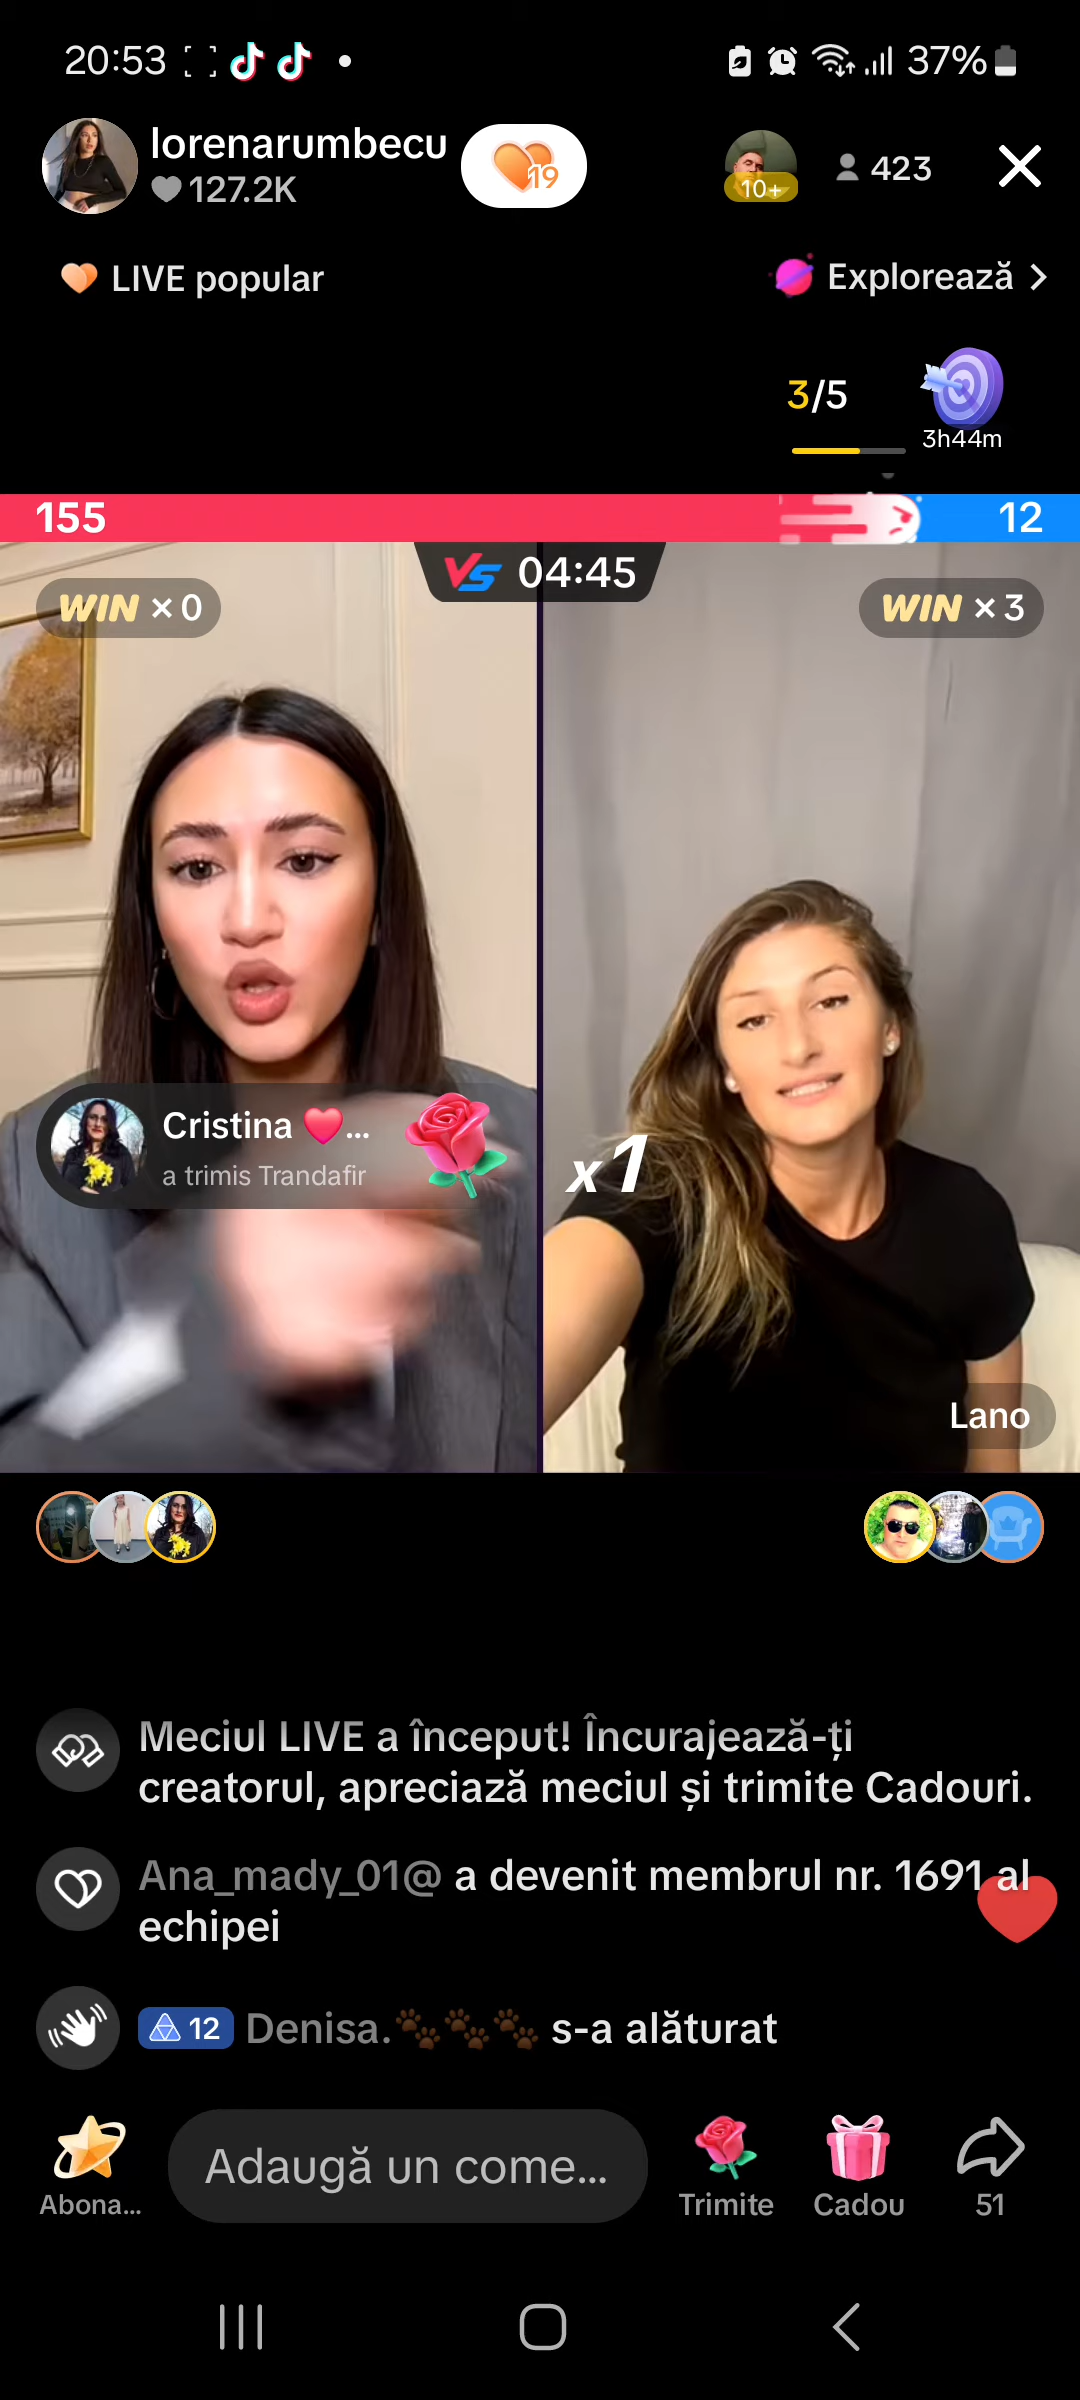 20:53
37%
lorenarumbecu
127.2K
19
10+
423
LIVE popular
Explorează
3/5
3h44m
155
12
VS 04:45
WIN × 0
WIN × 3
Cristina ❤️...
a trimis Trandafir
x1
Lano
Meciul LIVE a început! Încurajează-ți
creatorul, apreciază meciul și trimite Cadouri.
Ana_mady_01@ a devenit membrul nr. 1691 al
echipei
12 Denisa.🐾🐾🐾 s-a alăturat
Adaugă un come...
Abona...
Trimite
Cadou
51